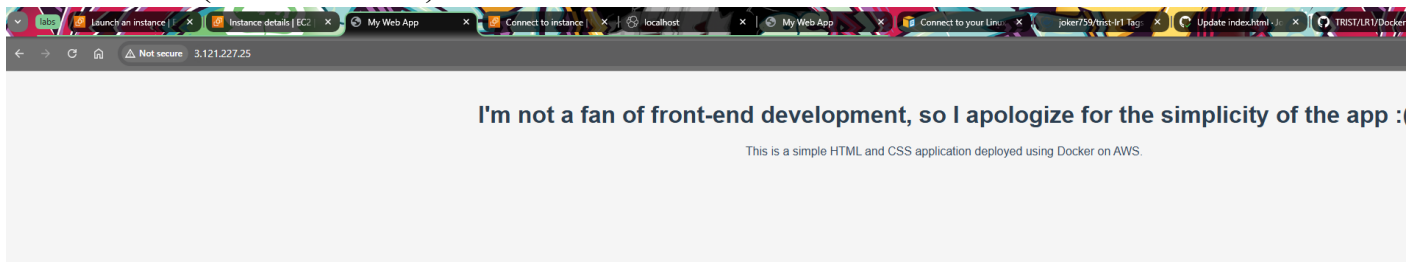 labs
Launch an instance | E
Instance details | EC2 |
My Web App
Connect to instance |
localhost
My Web App
Connect to your Linu
joker759/trist-lr1 Tags
Update index.html · Jo
TRIST/LR1/Docker
Not secure
3.121.227.25
I'm not a fan of front-end development, so I apologize for the simplicity of the app :(
This is a simple HTML and CSS application deployed using Docker on AWS.